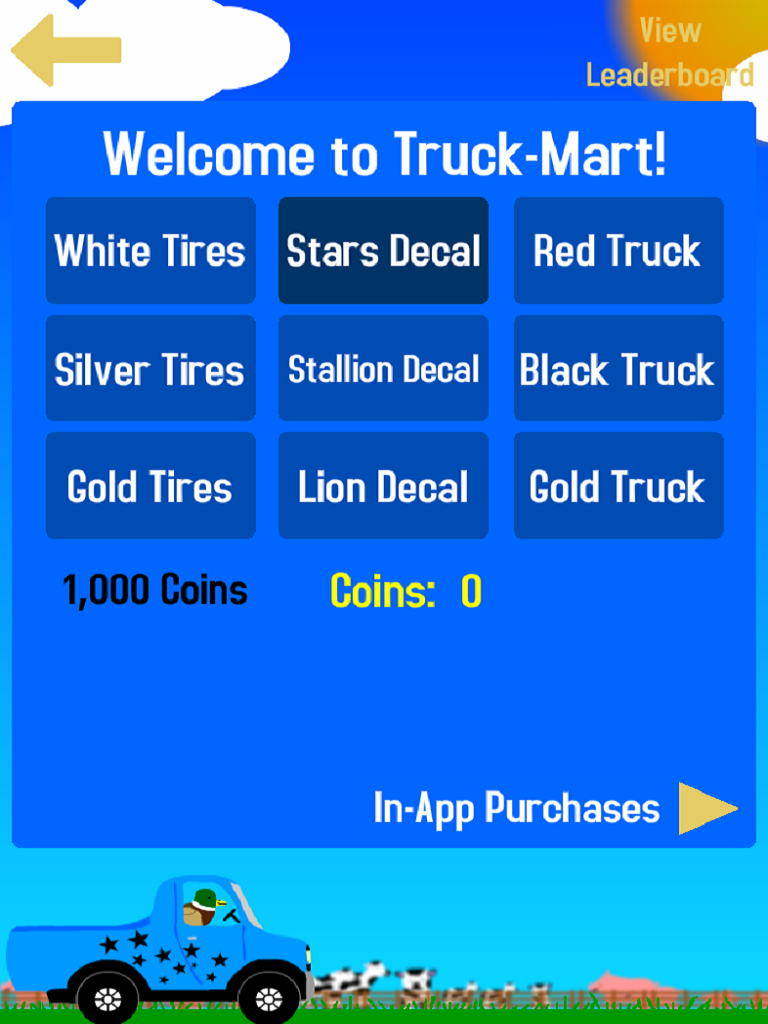 View
Leaderboard
Welcome to Truck-Mart!
White Tires
Stars Decal
Red Truck
Silver Tires
Stallion Decal
Black Truck
Gold Tires
Lion Decal
Gold Truck
1,000 Coins
Coins: 0
In-App Purchases